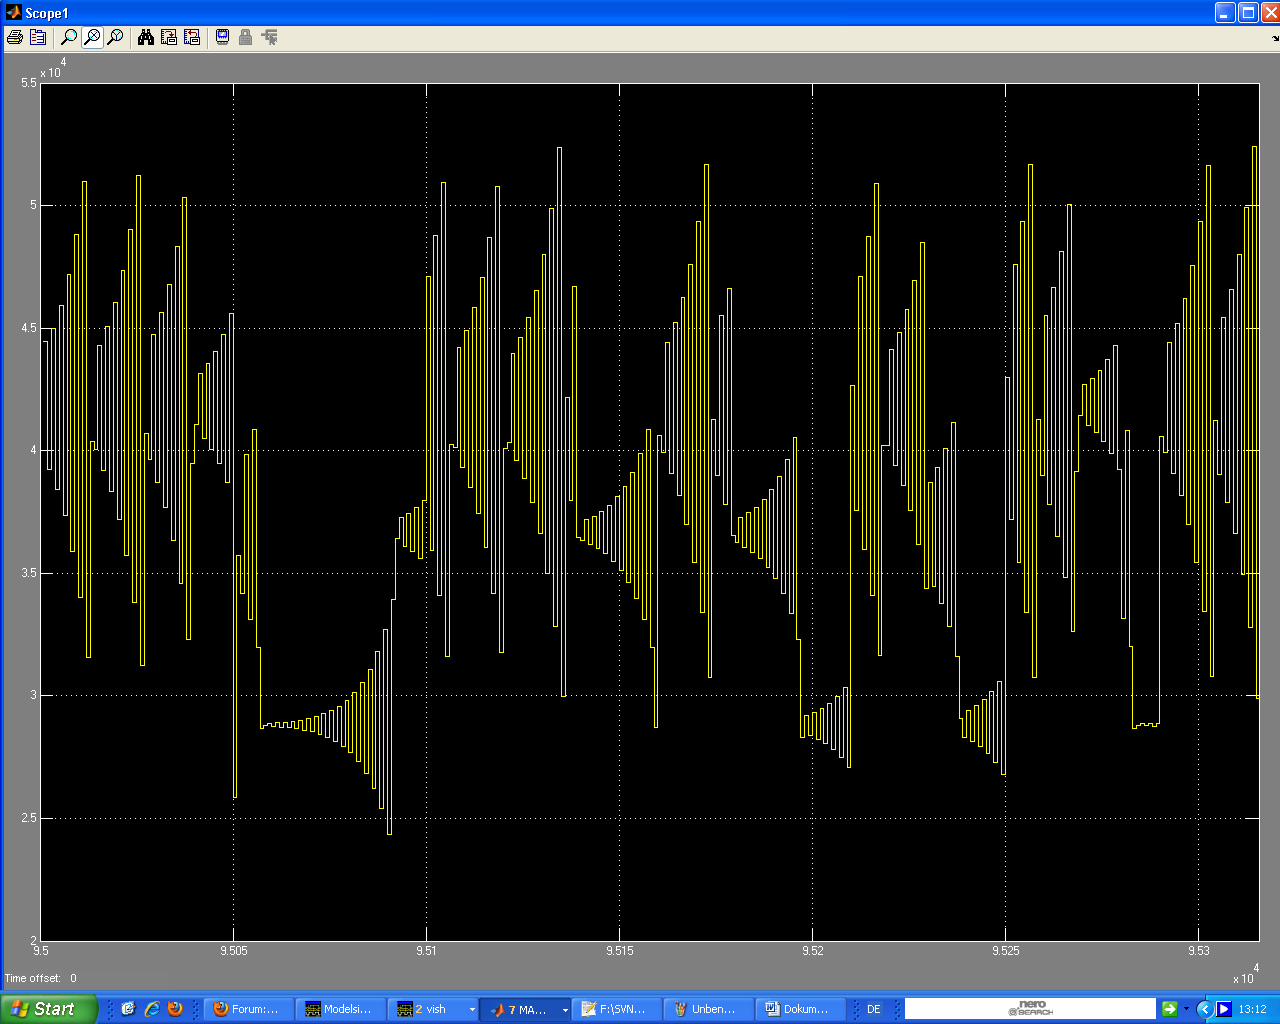 Scope1
x 10 4
5.5
5
4.5
4
3.5
3
2.5
2
9.5 9.505 9.51 9.515 9.52 9.525 9.53
x 10 4
Time offset: 0
Start Forum:... Modelsi... 2 vish 7 MA... F:\SVN... Unben... Dokum... DE nero SEARCH 13:12